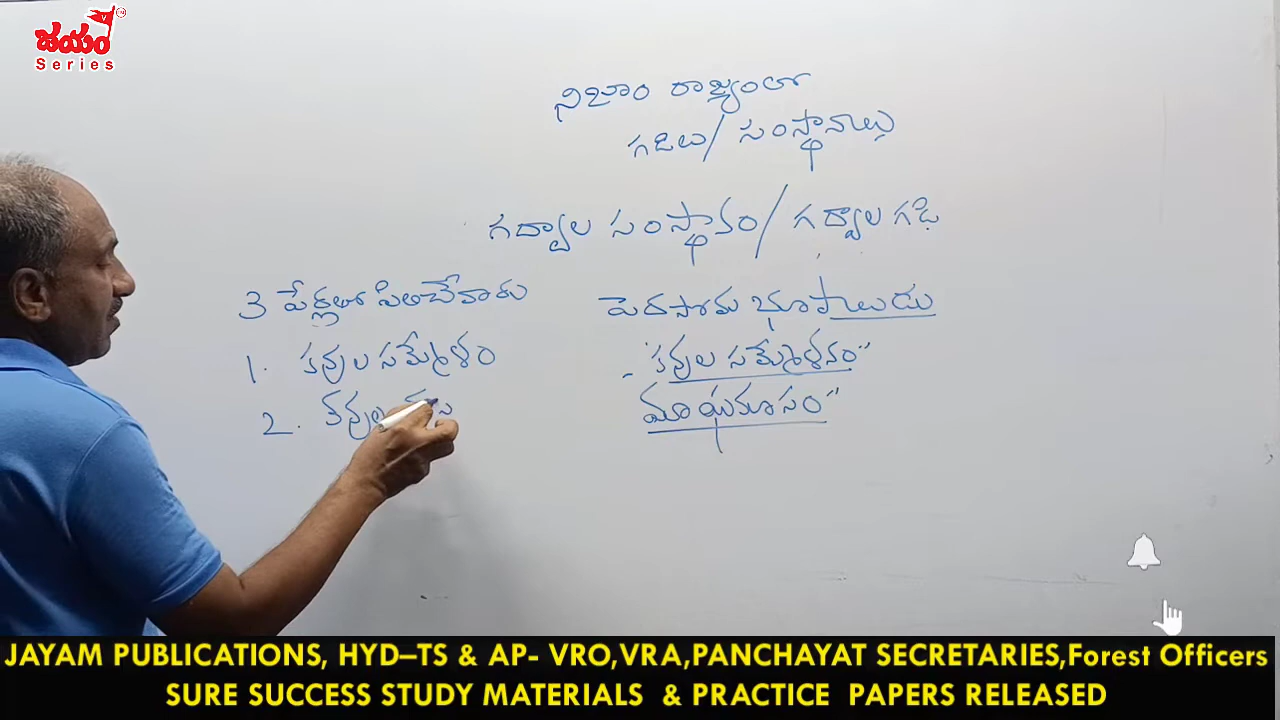 జయం
Series
నిజాం రాజ్యంలో
గడిలు/ సంస్థానాలు
గద్వాల సంస్థానం/ గద్వాల గడి
3 పేర్లతో పిలిచేవారు
1. కవుల సమ్మేళం
2. కవుల
పెదసోమ భూపాలుడు
- "కవుల సమ్మేళనం"
మాఘమాసం"
JAYAM PUBLICATIONS, HYD–TS & AP- VRO,VRA,PANCHAYAT SECRETARIES,Forest Officers
SURE SUCCESS STUDY MATERIALS & PRACTICE PAPERS RELEASED